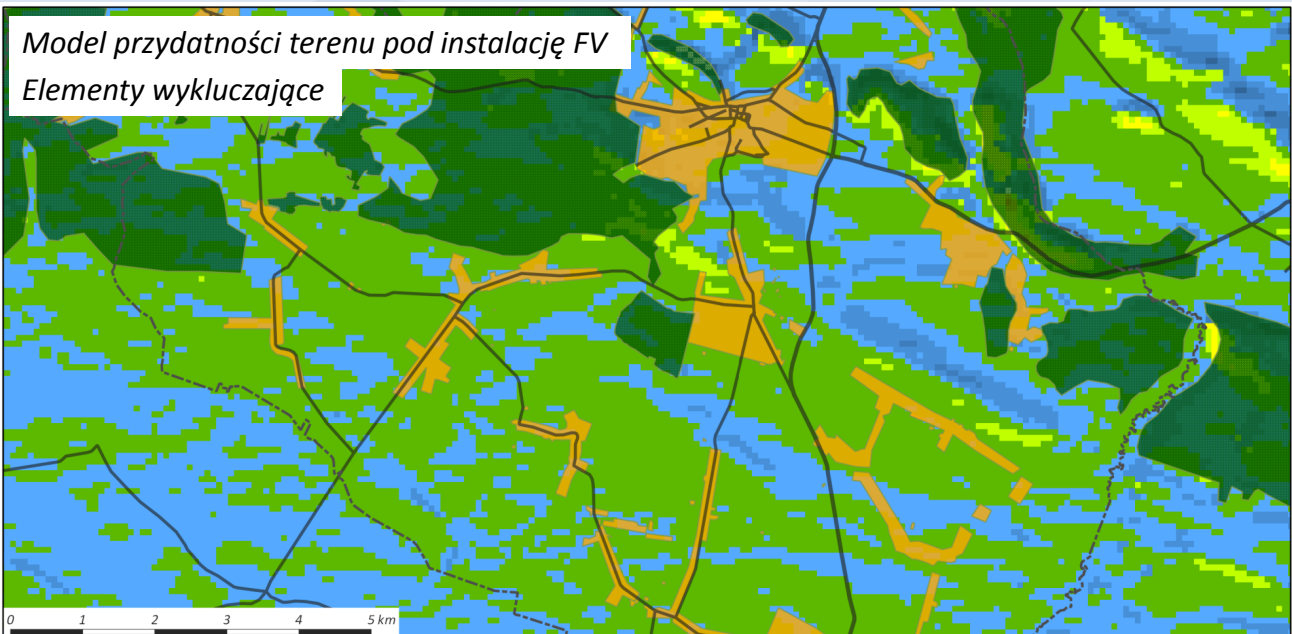 Model przydatności terenu pod instalację FV
Elementy wykluczające
0 1 2 3 4 5 km